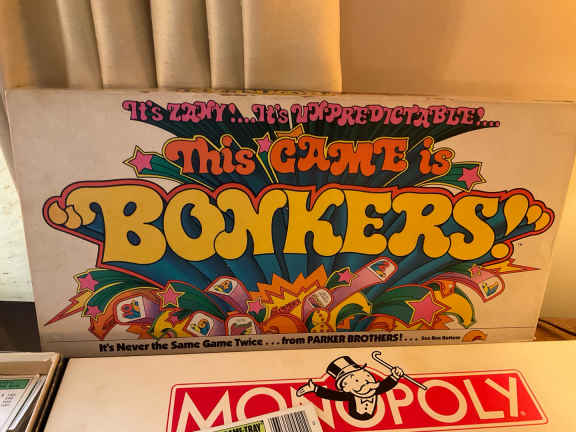 It's ZANY!...It's UNPREDICTABLE!...
This GAME is
"BONKERS!"
TM
It's Never the Same Game Twice...from PARKER BROTHERS!... See Box Bottom
MONOPOLY